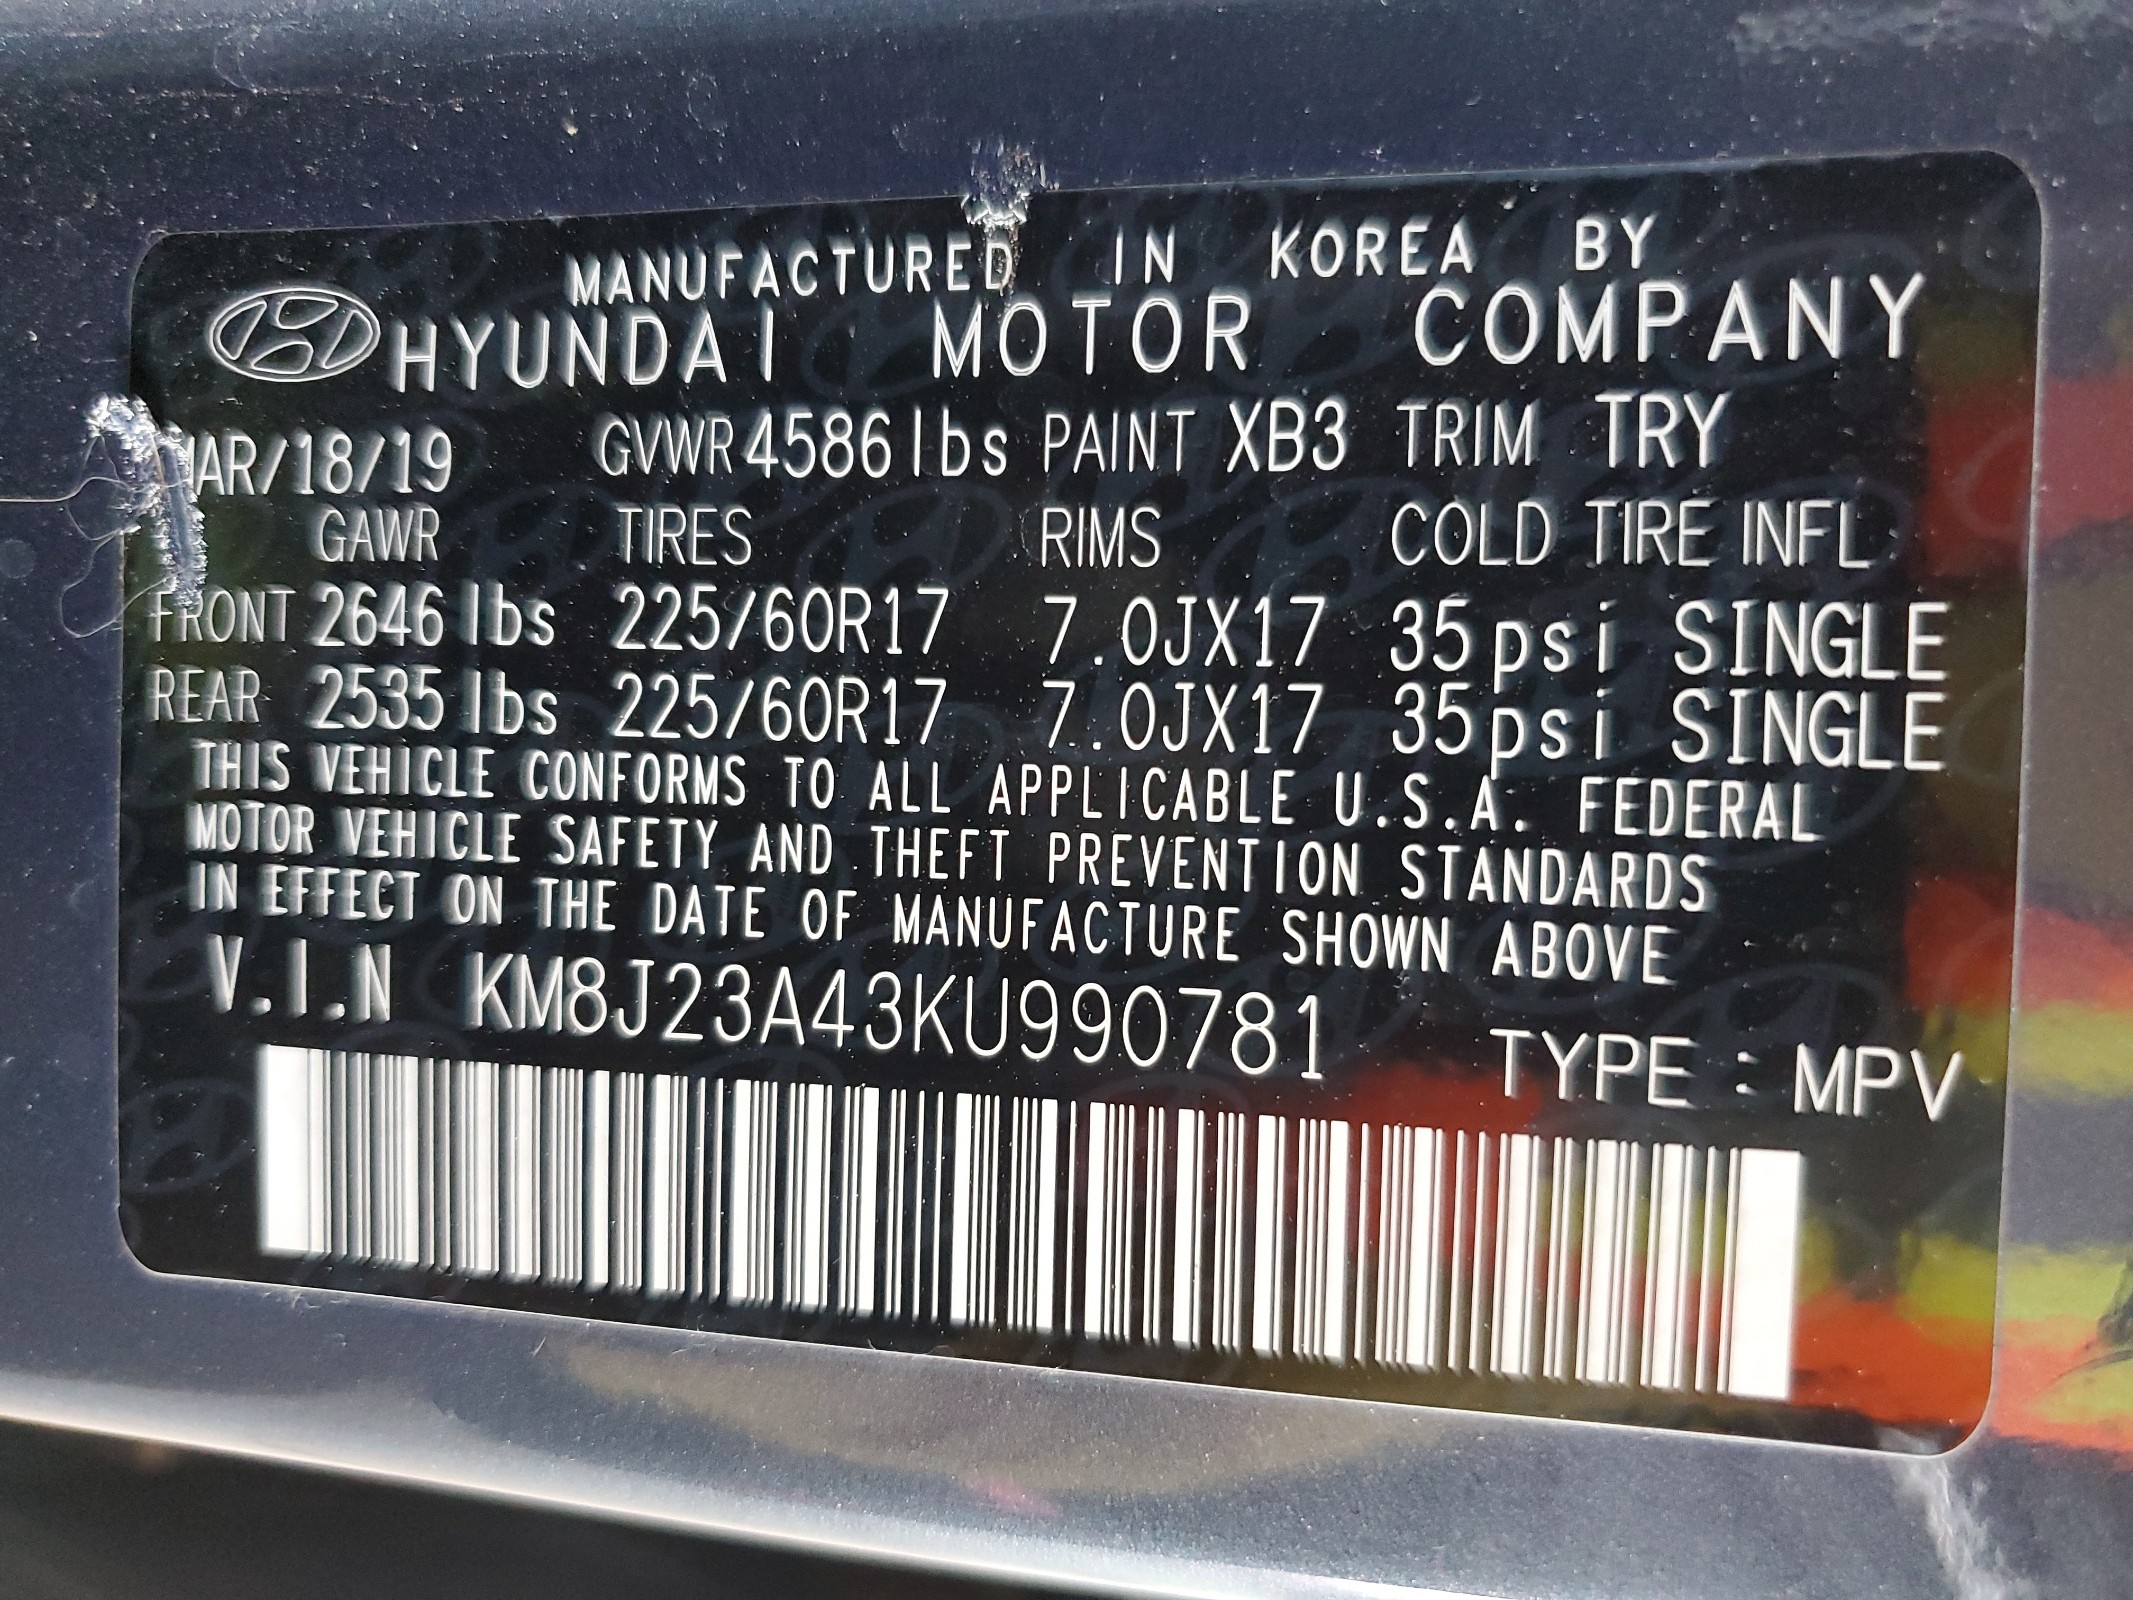 MANUFACTURED IN KOREA BY
HYUNDAI MOTOR COMPANY
MAR/18/19 GVWR 4586 lbs PAINT XB3 TRIM TRY
GAWR TIRES RIMS COLD TIRE INFL
FRONT 2646 lbs 225/60R17 7.0JX17 35psi SINGLE
REAR 2535 lbs 225/60R17 7.0JX17 35psi SINGLE
THIS VEHICLE CONFORMS TO ALL APPLICABLE U.S.A. FEDERAL
MOTOR VEHICLE SAFETY AND THEFT PREVENTION STANDARDS
IN EFFECT ON THE DATE OF MANUFACTURE SHOWN ABOVE
V.I.N KM8J23A43KU990781 TYPE : MPV